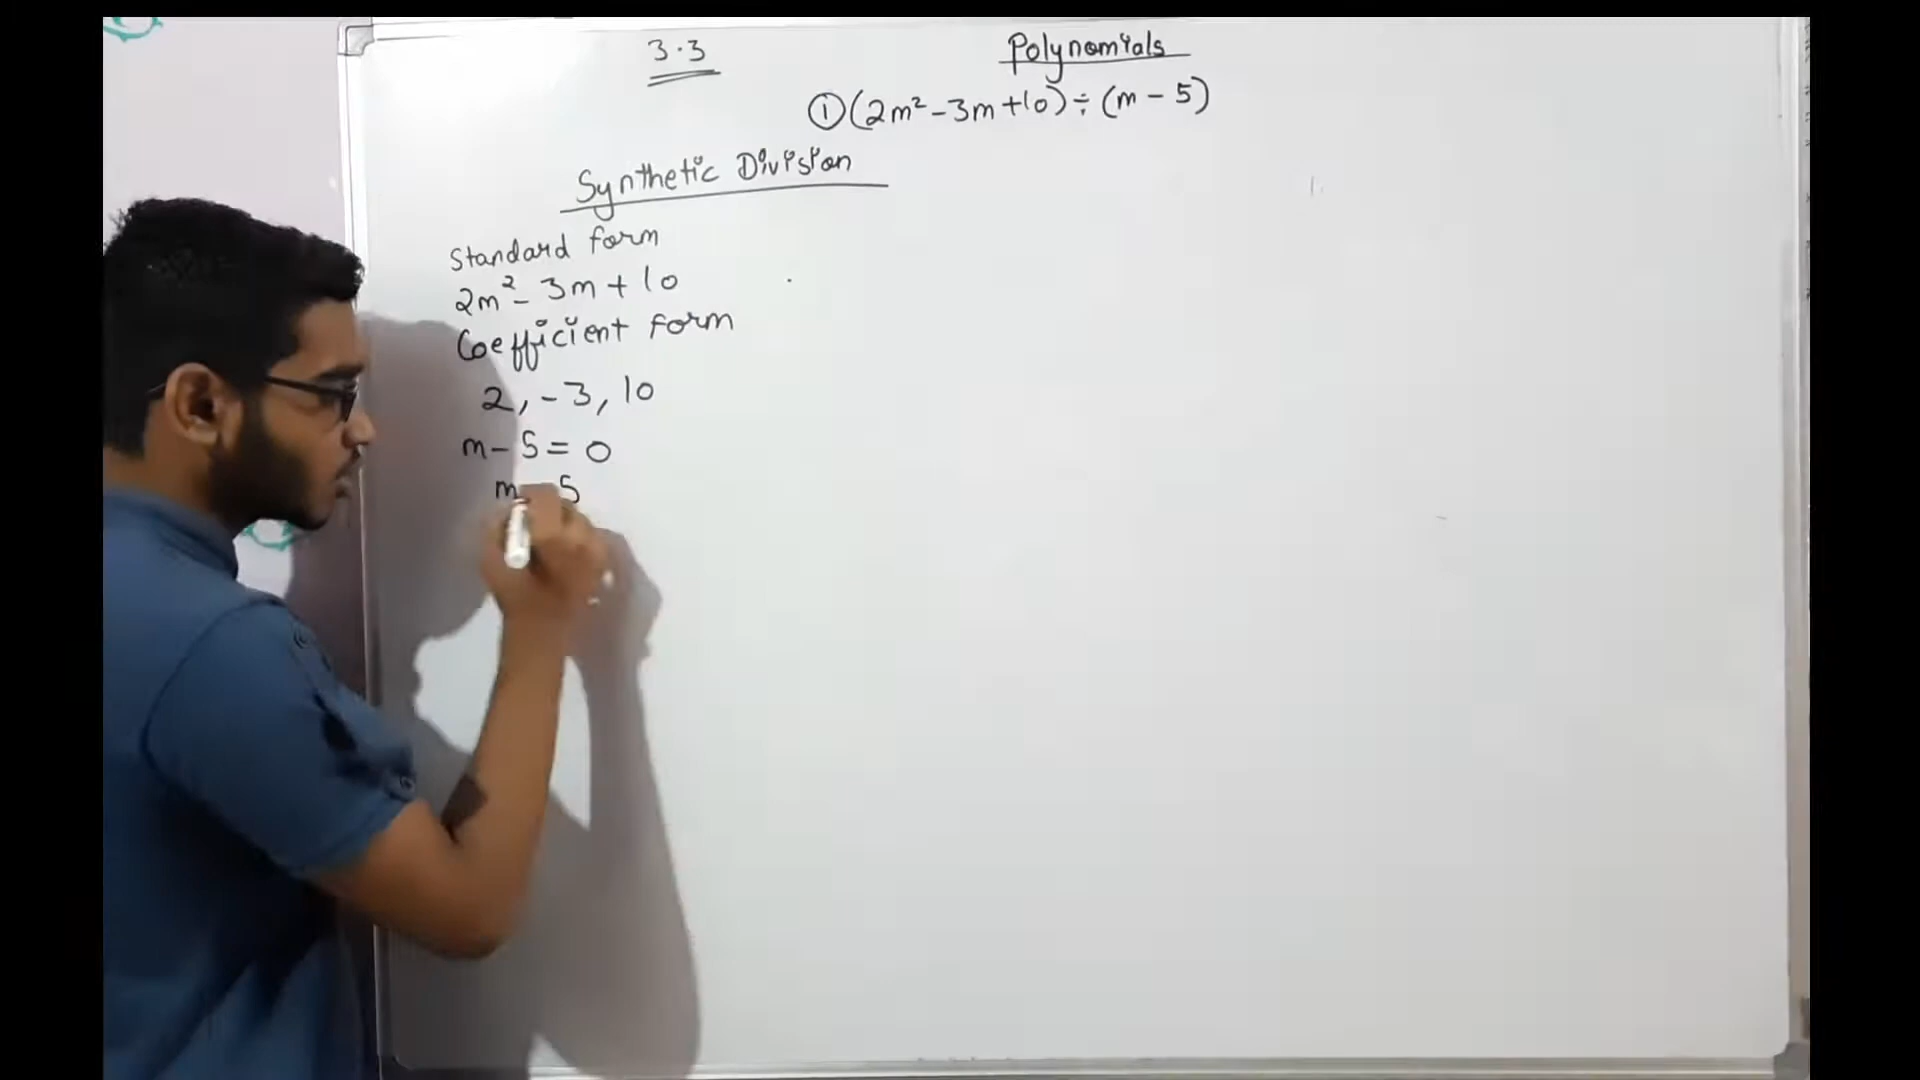 3.3
Polynomials
① (2m² - 3m + 10) ÷ (m - 5)
Synthetic Division
Standard form
2m² - 3m + 10
Coefficient form
2, -3, 10
m - 5 = 0
m 5